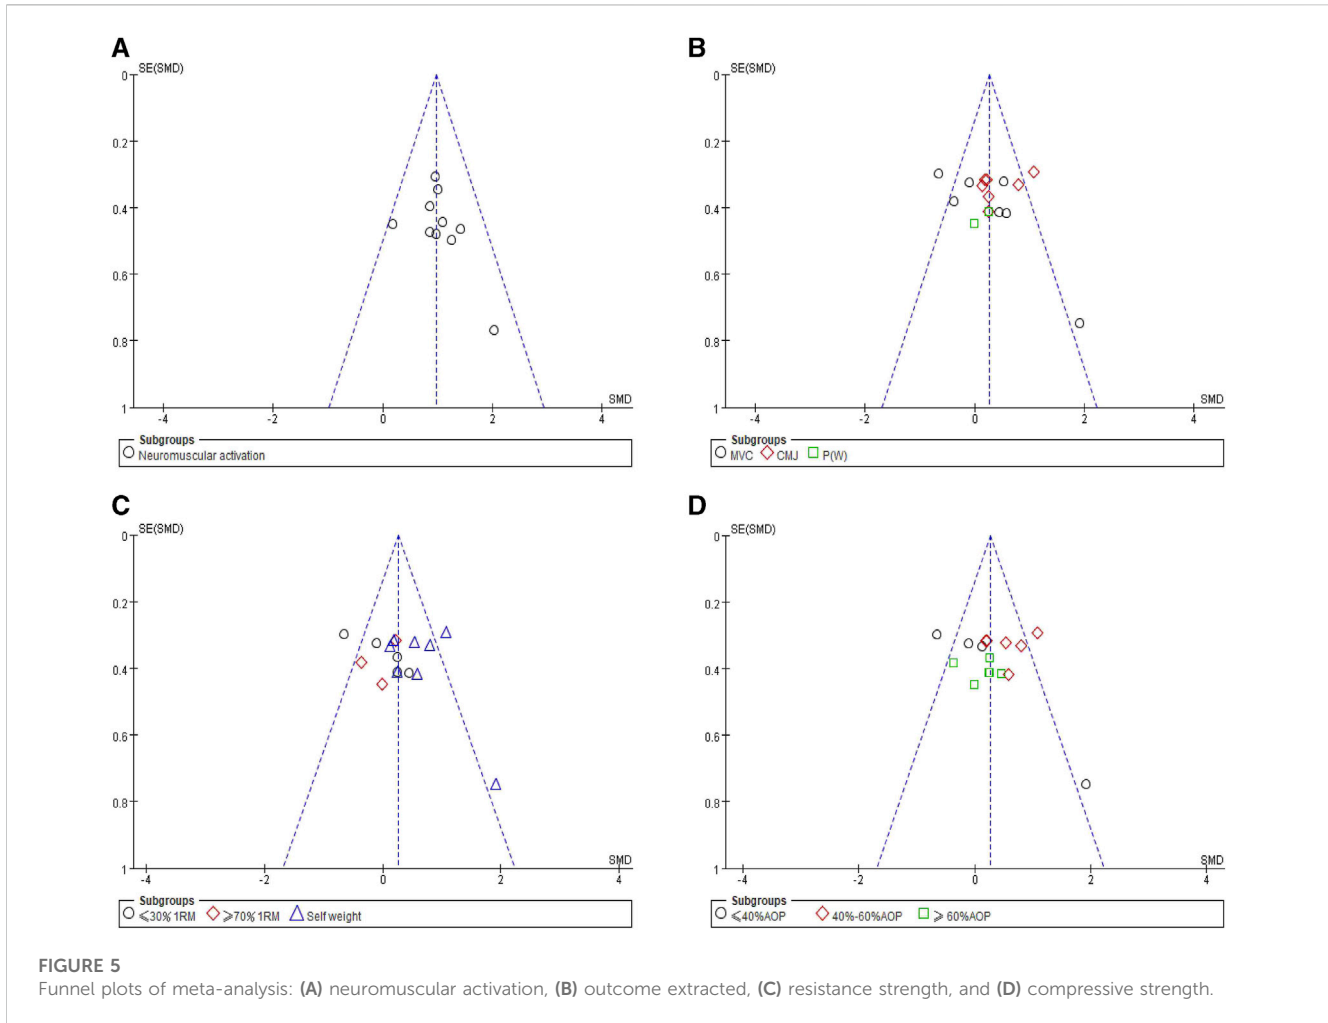 A
SE(SMD)
0
0.2
0.4
0.6
0.8
1
-4
-2
0
2
4
SMD
Subgroups
Neuromuscular activation
B
SE(SMD)
0
0.2
0.4
0.6
0.8
1
-4
-2
0
2
4
SMD
Subgroups
MVC CMJ P(W)
C
SE(SMD)
0
0.2
0.4
0.6
0.8
1
-4
-2
0
2
4
SMD
Subgroups
⩽30% 1RM ⩾70% 1RM Self weight
D
SE(SMD)
0
0.2
0.4
0.6
0.8
1
-4
-2
0
2
4
SMD
Subgroups
⩽40%AOP 40%-60%AOP ⩾ 60%AOP
FIGURE 5
Funnel plots of meta-analysis: (A) neuromuscular activation, (B) outcome extracted, (C) resistance strength, and (D) compressive strength.